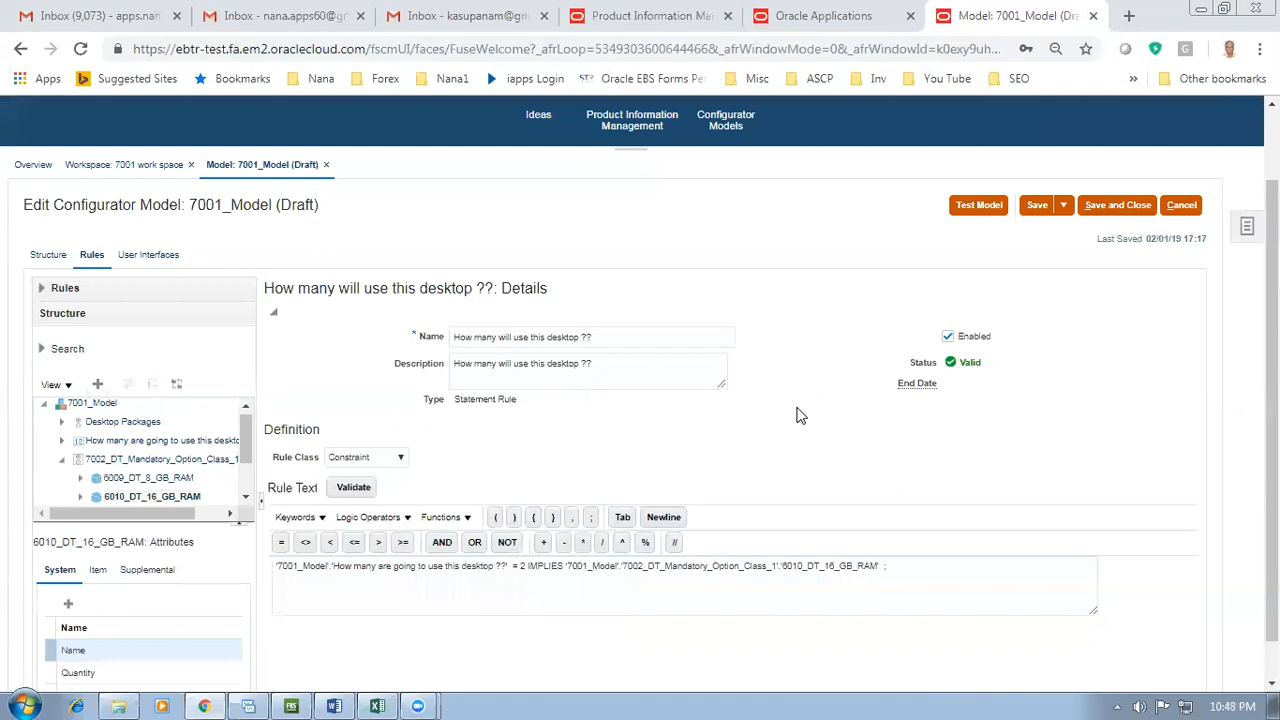 Inbox (9,073) - apps.nan
Inbox - nana.apps00@gm
Inbox - kasupanam@gm
Product Information M
Oracle Applications
Model: 7001_Model (Dra
https://ebtr-test.fa.em2.oraclecloud.com/fscmUI/faces/FuseWelcome?_afrLoop=53493036006444466&_afrWindowMode=0&_afrWindowId=k0exy9uh...
Apps
Suggested Sites
Bookmarks
Nana
Forex
Nana1
iapps Login
Oracle EBS Forms Pe
Misc
ASCP
Inv
You Tube
SEO
»
Other bookmarks
Ideas
Product Information
Management
Configurator
Models
Overview
Workspace: 7001 work space
Model: 7001_Model (Draft)
Edit Configurator Model: 7001_Model (Draft)
Test Model
Save
Save and Close
Cancel
Last Saved 02/01/19 17:17
Structure
Rules
User Interfaces
Rules
Structure
Search
View
7001_Model
Desktop Packages
How many are going to use this deskto
7002_DT_Mandatory_Option_Class_1
6009_DT_8_GB_RAM
6010_DT_16_GB_RAM
6010_DT_16_GB_RAM: Attributes
System
Item
Supplemental
Name
Name
Quantity
How many will use this desktop ??: Details
* Name
How many will use this desktop ??
Enabled
Description
How many will use this desktop ??
Status
Valid
End Date
Type
Statement Rule
Definition
Rule Class
Constraint
Rule Text
Validate
Keywords
Logic Operators
Functions
( ) { } , ;
Tab
Newline
= <> < <= > >= AND OR NOT + - * / ^ % //
'7001_Model'.'How many are going to use this desktop ??' = 2 IMPLIES '7001_Model'.'7002_DT_Mandatory_Option_Class_1'.'6010_DT_16_GB_RAM' ;
10:48 PM